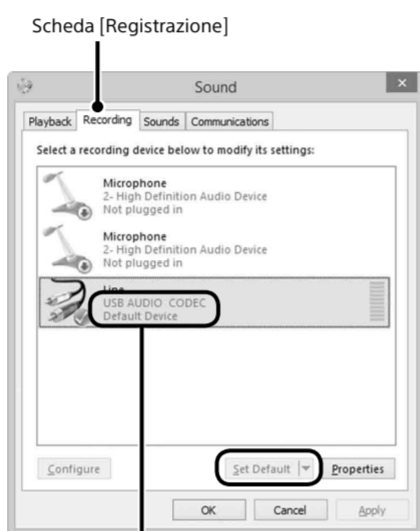 Scheda [Registrazione]
Sound
Playback Recording Sounds Communications
Select a recording device below to modify its settings:
Microphone
2- High Definition Audio Device
Not plugged in
Microphone
2- High Definition Audio Device
Not plugged in
Line
USB AUDIO CODEC
Default Device
Configure Set Default Properties
OK Cancel Apply